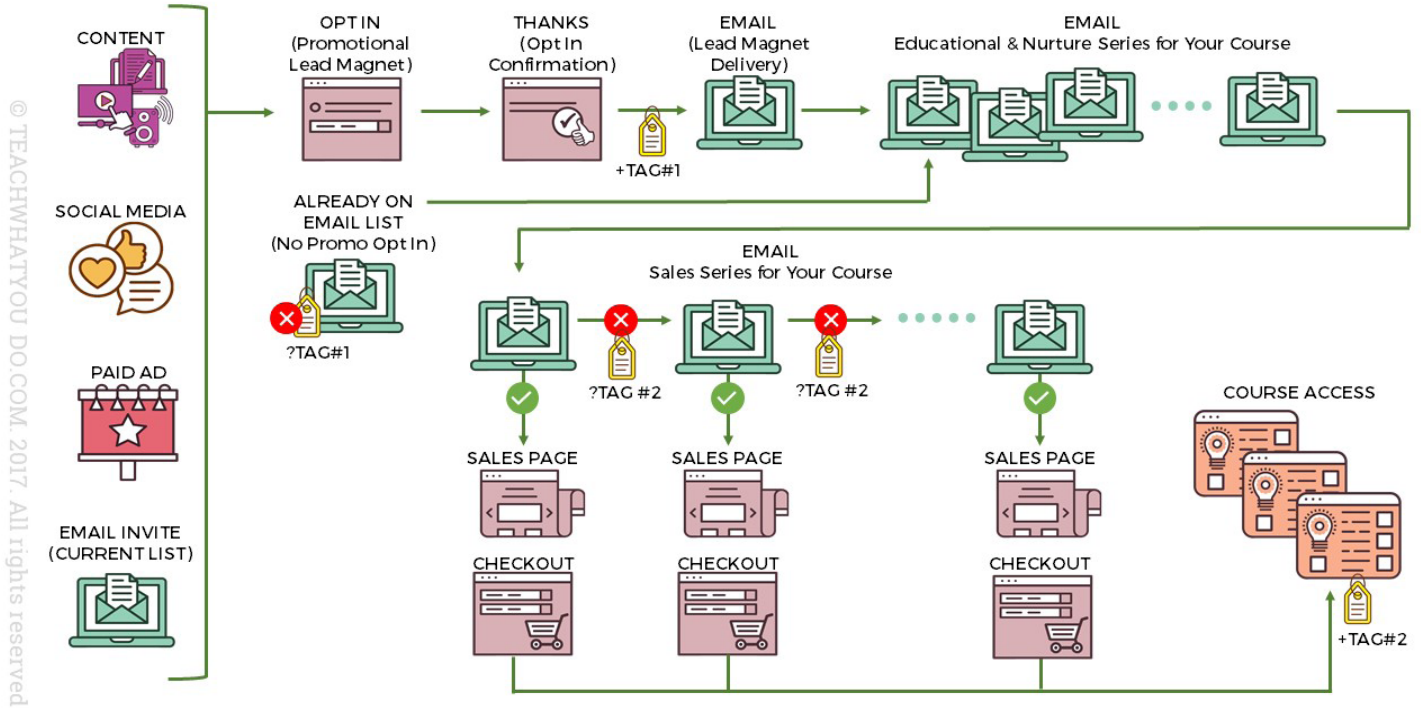 © TEACHWHATYOU DO.COM. 2017. All rights reserved
CONTENT
SOCIAL MEDIA
PAID AD
EMAIL INVITE
(CURRENT LIST)
OPT IN
(Promotional
Lead Magnet)
THANKS
(Opt In
Confirmation)
+TAG#1
EMAIL
(Lead Magnet
Delivery)
EMAIL
Educational & Nurture Series for Your Course
ALREADY ON
EMAIL LIST
(No Promo Opt In)
?TAG#1
EMAIL
Sales Series for Your Course
?TAG #2
?TAG #2
SALES PAGE
SALES PAGE
SALES PAGE
CHECKOUT
CHECKOUT
CHECKOUT
COURSE ACCESS
+TAG#2